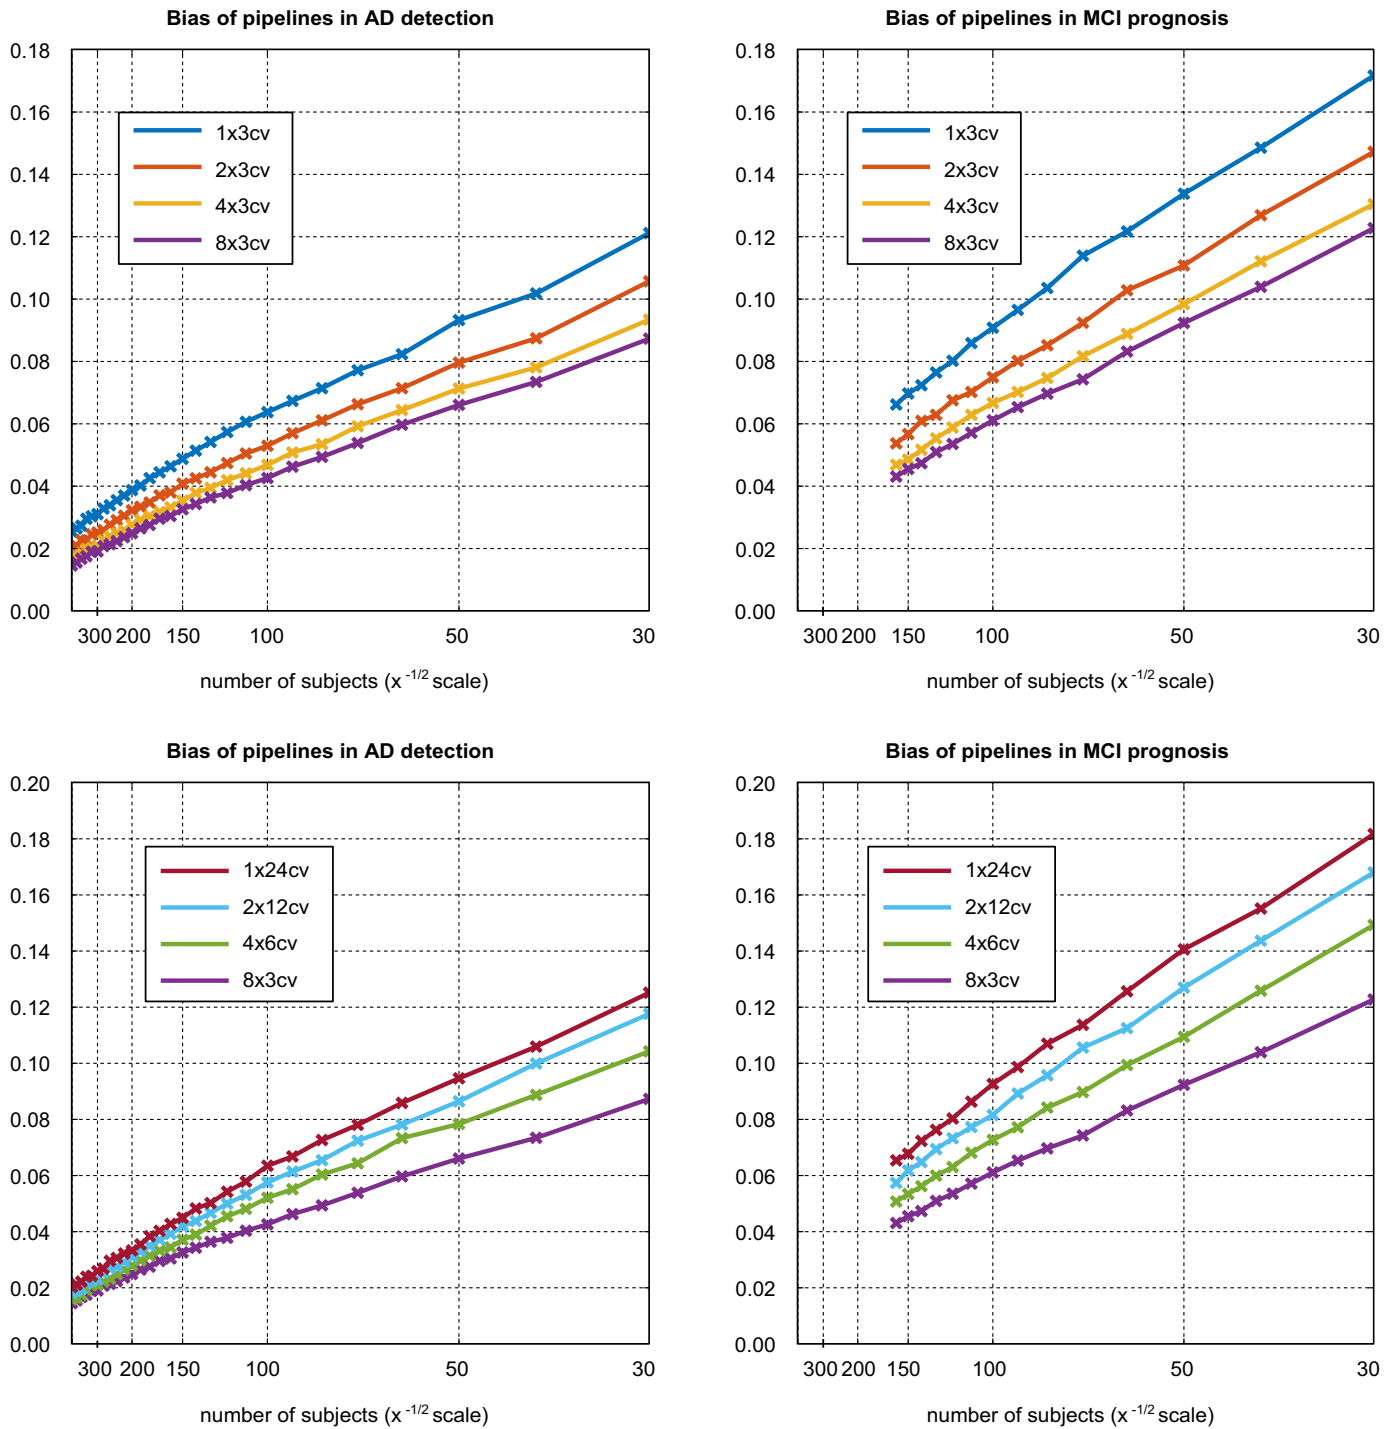 Bias of pipelines in AD detection
0.18
0.16
0.14
0.12
0.10
0.08
0.06
0.04
0.02
0.00
1x3cv
2x3cv
4x3cv
8x3cv
300 200 150 100 50 30
number of subjects (x -1/2 scale)
Bias of pipelines in MCI prognosis
0.18
0.16
0.14
0.12
0.10
0.08
0.06
0.04
0.02
0.00
1x3cv
2x3cv
4x3cv
8x3cv
300 200 150 100 50 30
number of subjects (x -1/2 scale)
Bias of pipelines in AD detection
0.20
0.18
0.16
0.14
0.12
0.10
0.08
0.06
0.04
0.02
0.00
1x24cv
2x12cv
4x6cv
8x3cv
300 200 150 100 50 30
number of subjects (x -1/2 scale)
Bias of pipelines in MCI prognosis
0.20
0.18
0.16
0.14
0.12
0.10
0.08
0.06
0.04
0.02
0.00
1x24cv
2x12cv
4x6cv
8x3cv
300 200 150 100 50 30
number of subjects (x -1/2 scale)